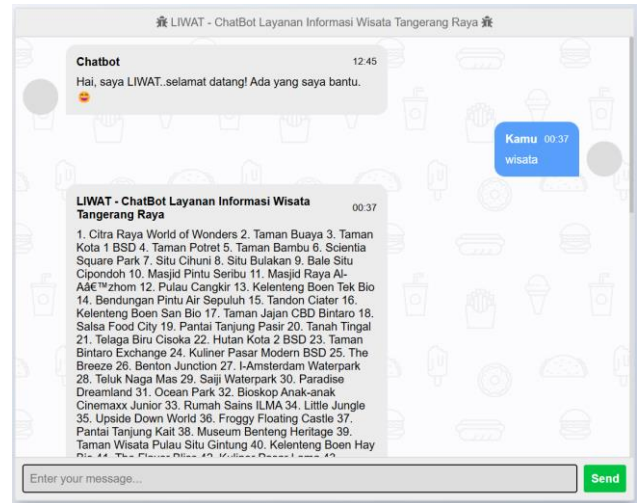 LIWAT - ChatBot Layanan Informasi Wisata Tangerang Raya
Chatbot 12:45
Hai, saya LIWAT..selamat datang! Ada yang saya bantu.
Kamu 00:37
wisata
LIWAT - ChatBot Layanan Informasi Wisata
Tangerang Raya
00:37
1. Citra Raya World of Wonders 2. Taman Buaya 3. Taman
Kota 1 BSD 4. Taman Potret 5. Taman Bambu 6. Scientia
Square Park 7. Situ Cihuni 8. Situ Bulakan 9. Bale Situ
Cipondoh 10. Masjid Pintu Seribu 11. Masjid Raya Al-
Aâ€™zhom 12. Pulau Cangkir 13. Kelenteng Boen Tek Bio
14. Bendungan Pintu Air Sepuluh 15. Tandon Ciater 16.
Kelenteng Boen San Bio 17. Taman Jajan CBD Bintaro 18.
Salsa Food City 19. Pantai Tanjung Pasir 20. Tanah Tingal
21. Telaga Biru Cisoka 22. Hutan Kota 2 BSD 23. Taman
Bintaro Exchange 24. Kuliner Pasar Modern BSD 25. The
Breeze 26. Benton Junction 27. I-Amsterdam Waterpark
28. Teluk Naga Mas 29. Saiji Waterpark 30. Paradise
Dreamland 31. Ocean Park 32. Bioskop Anak-anak
Cinemaxx Junior 33. Rumah Sains ILMA 34. Little Jungle
35. Upside Down World 36. Froggy Floating Castle 37.
Pantai Tanjung Kait 38. Museum Benteng Heritage 39.
Taman Wisata Pulau Situ Gintung 40. Kelenteng Boen Hay
Bio 41. The Flavor Bliss 42. Kuliner Pasar Lama 43.
Enter your message...
Send